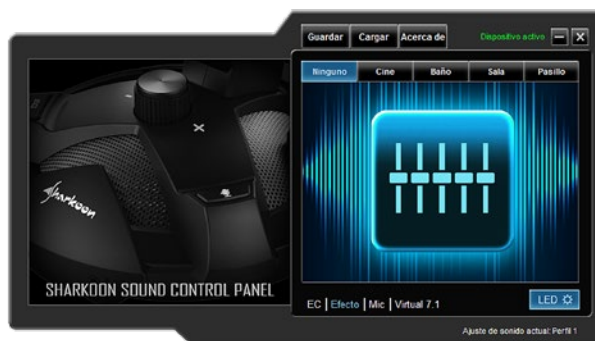 Guardar Cargar Acerca de Dispositivo activo
Ninguno Cine Baño Sala Pasillo
Sharkoon
SHARKOON SOUND CONTROL PANEL
EC | Efecto | Mic | Virtual 7.1
LED
Ajuste de sonido actual: Perfil 1